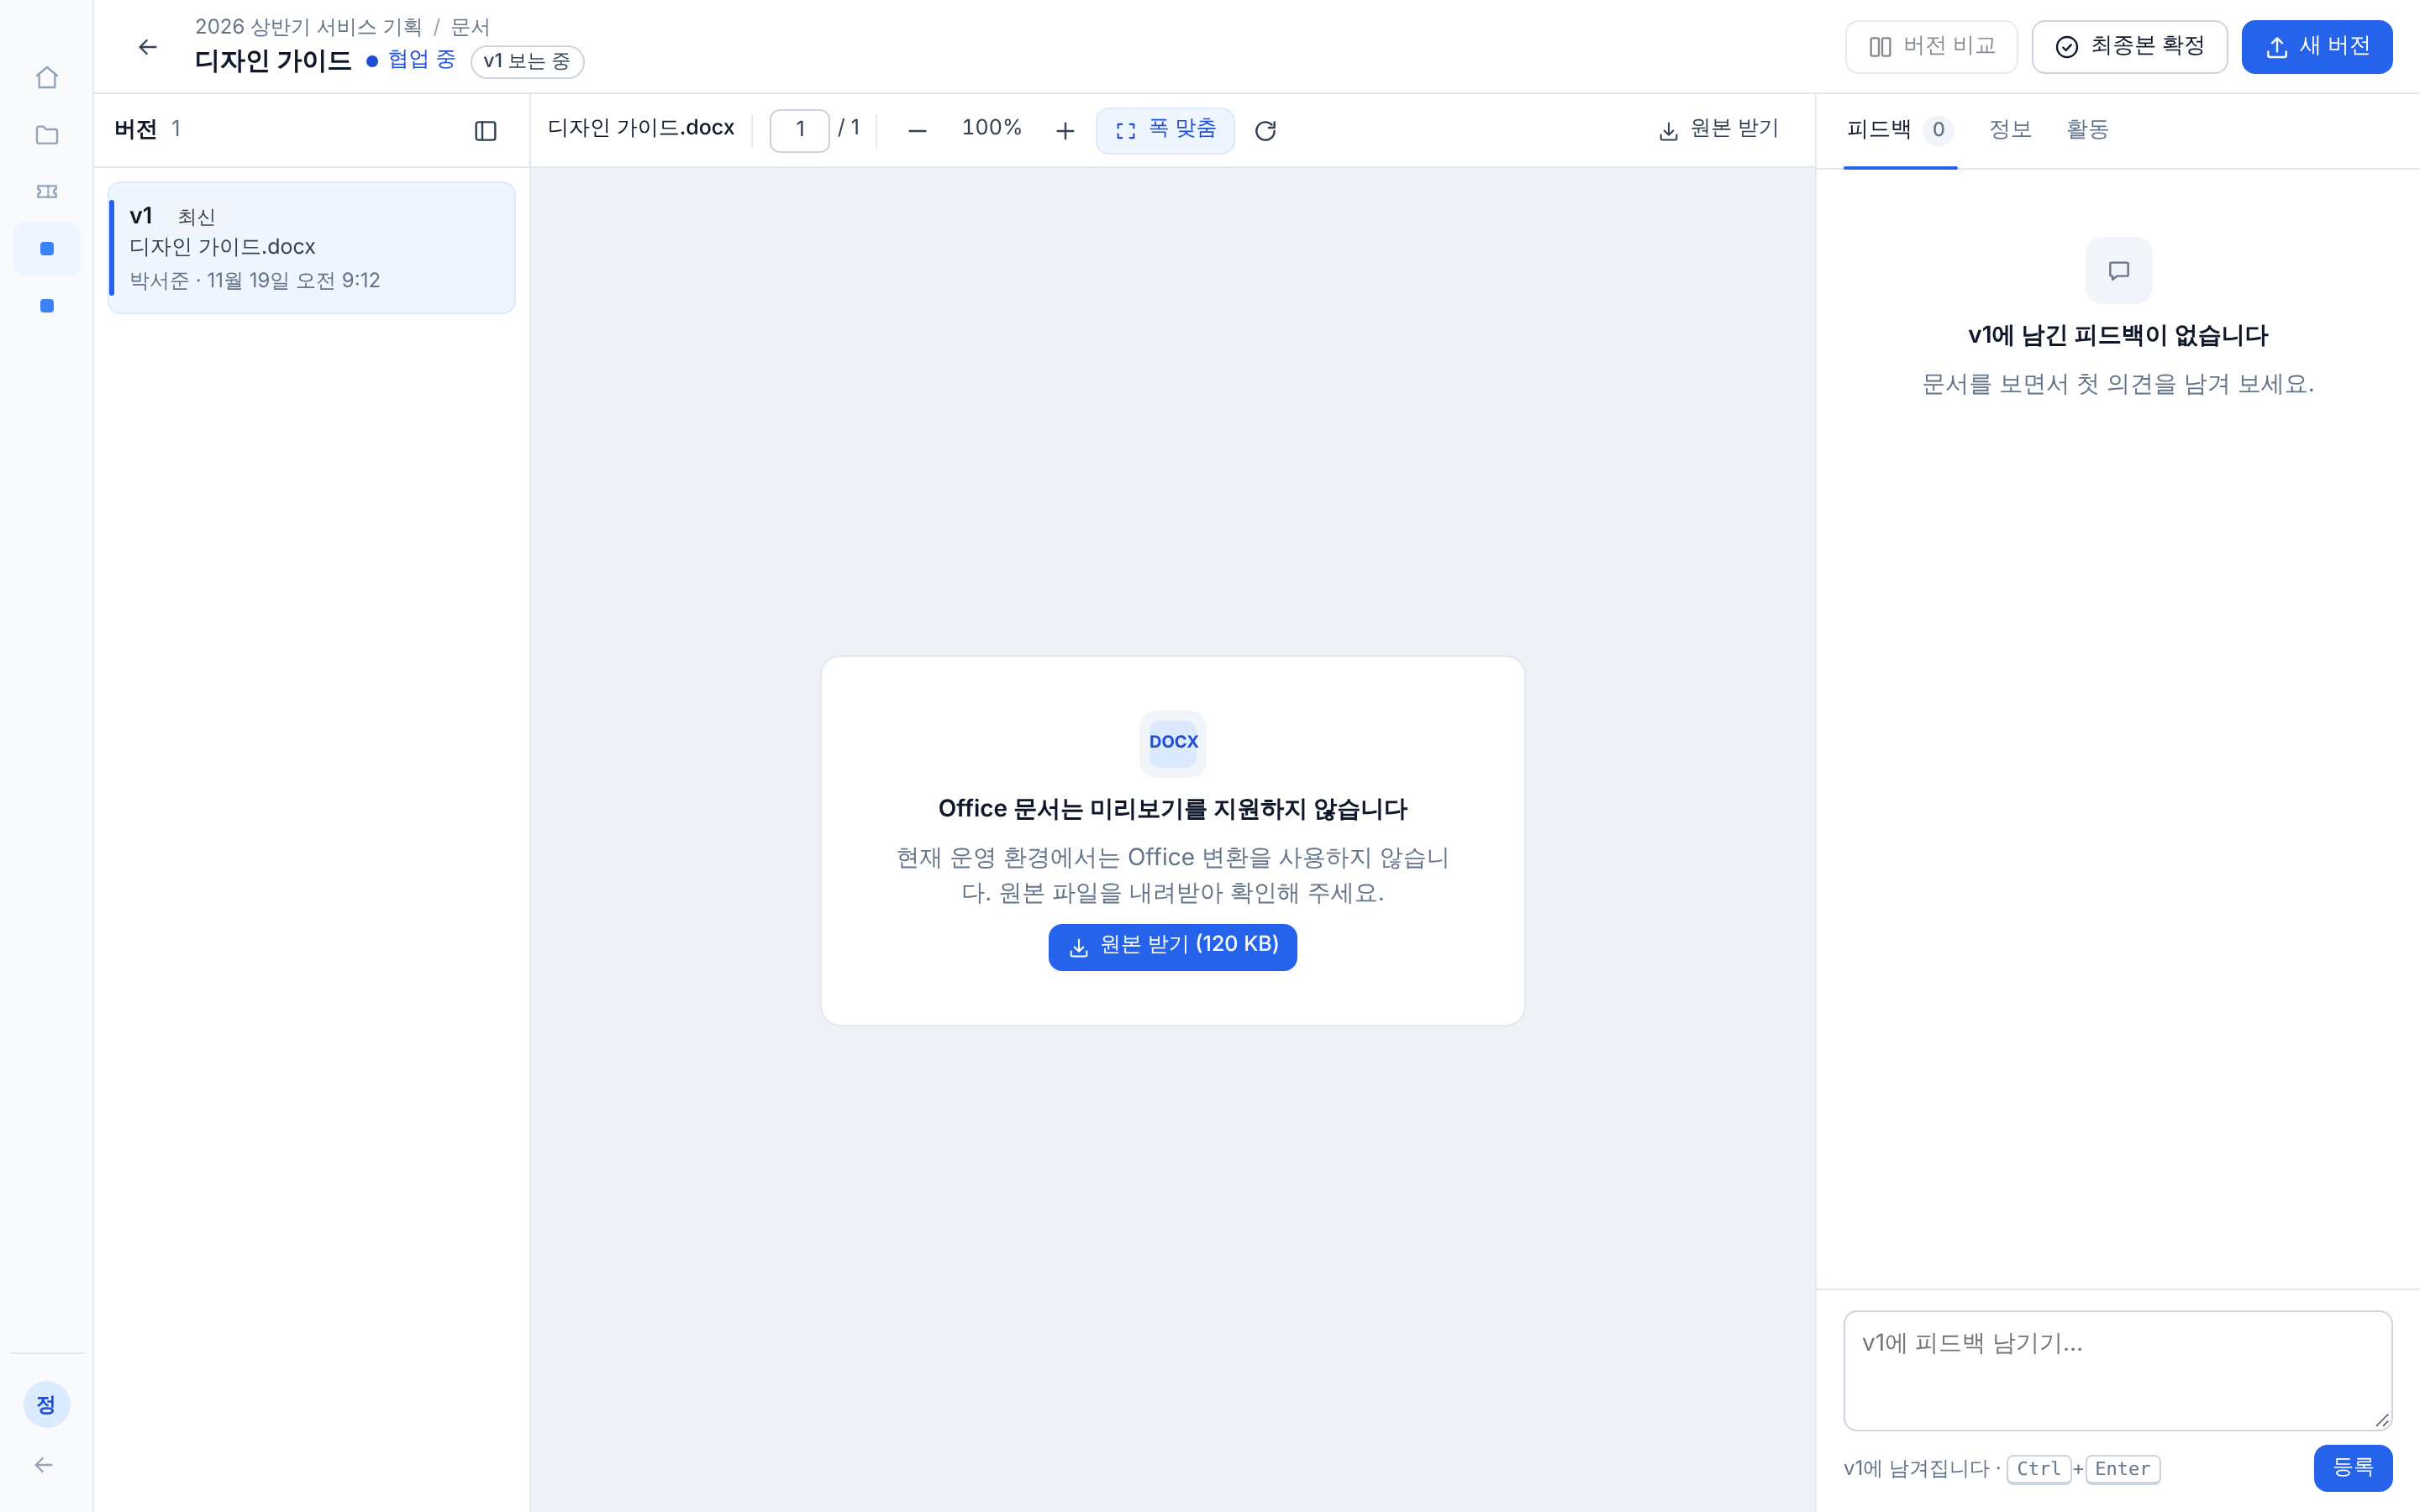 2026 상반기 서비스 기획 / 문서
디자인 가이드 협업 중 v1 보는 중
버전 비교
최종본 확정
새 버전
버전 1
v1 최신
디자인 가이드.docx
박서준 · 11월 19일 오전 9:12
디자인 가이드.docx 1 / 1 100% 폭 맞춤 원본 받기
DOCX
Office 문서는 미리보기를 지원하지 않습니다
현재 운영 환경에서는 Office 변환을 사용하지 않습니
다. 원본 파일을 내려받아 확인해 주세요.
원본 받기 (120 KB)
피드백 0 정보 활동
v1에 남긴 피드백이 없습니다
문서를 보면서 첫 의견을 남겨 보세요.
v1에 피드백 남기기...
v1에 남겨집니다 · Ctrl+Enter
등록
정